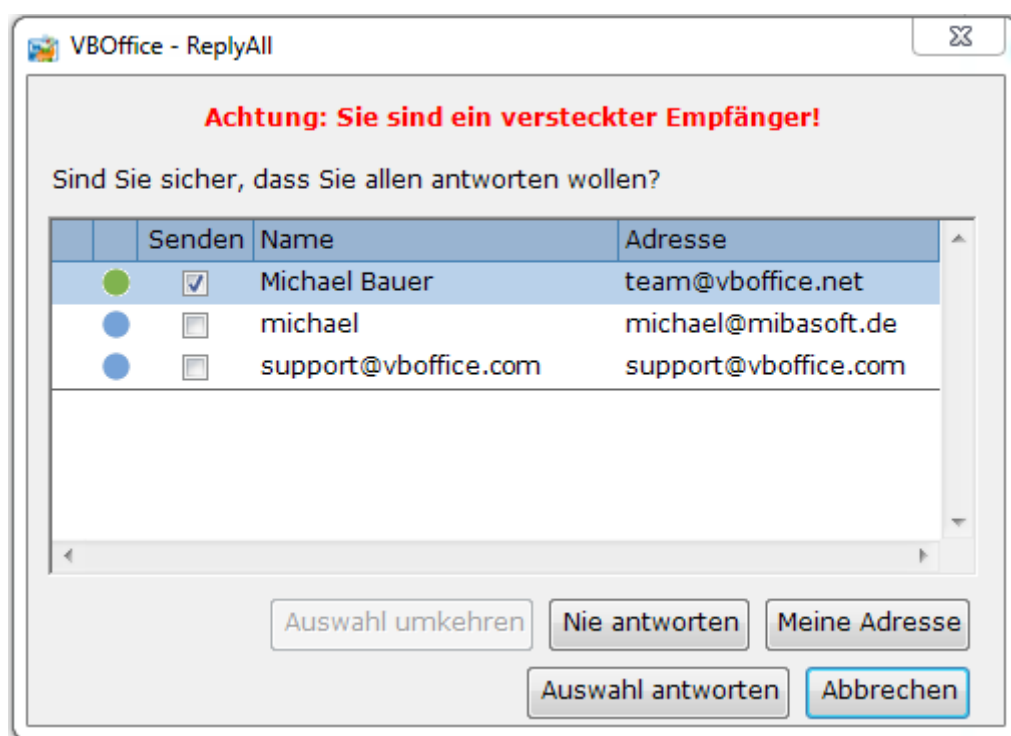 VBOffice - ReplyAll
Achtung: Sie sind ein versteckter Empfänger!
Sind Sie sicher, dass Sie allen antworten wollen?
Senden Name Adresse
Michael Bauer team@vboffice.net
michael michael@mibasoft.de
support@vboffice.com support@vboffice.com
Auswahl umkehren Nie antworten Meine Adresse
Auswahl antworten Abbrechen